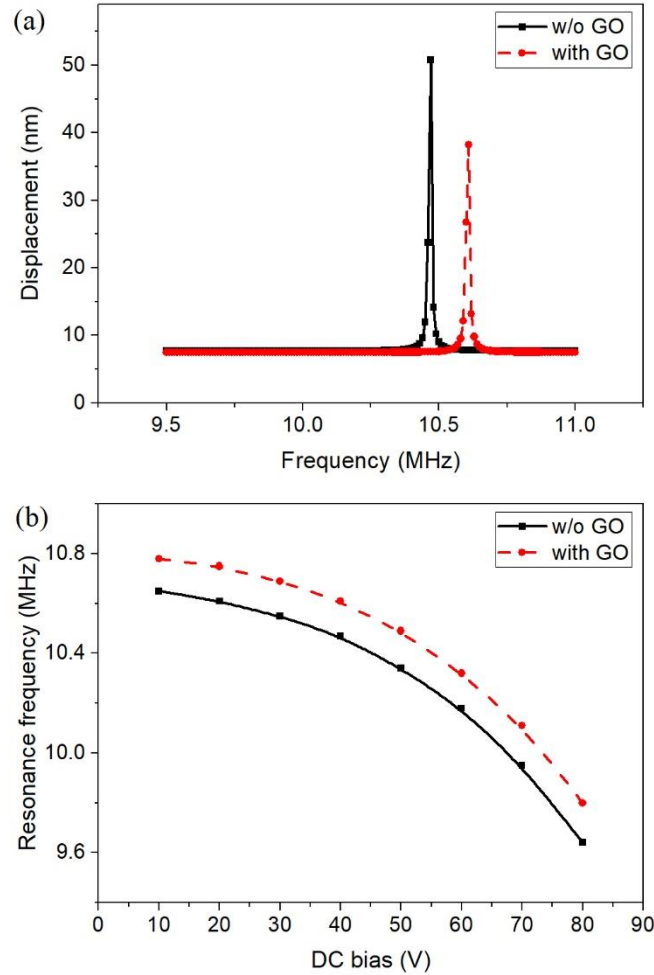 (a)
w/o GO
with GO
50
40
30
20
10
0
Displacement (nm)
9.5 10.0 10.5 11.0
Frequency (MHz)
(b)
w/o GO
with GO
10.8
10.4
10.0
9.6
Resonance frequency (MHz)
0 10 20 30 40 50 60 70 80 90
DC bias (V)